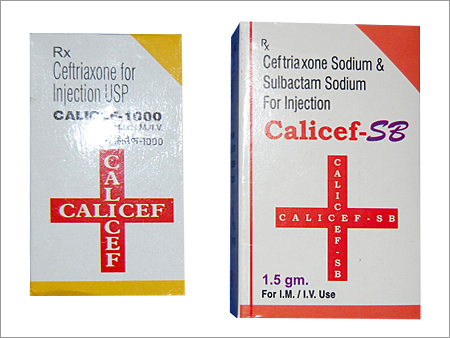 Rx
Ceftriaxone for
Injection USP
CALICEF-1000
I.M./I.V.
-1000
CALICEF
CALICEF
Rx
Ceftriaxone Sodium &
Sulbactam Sodium
For Injection
Calicef-SB
CALICEF-SB
CALICEF-SB
1.5 gm.
For I.M. / I.V. Use